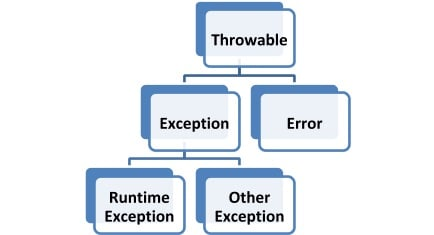 Throwable
Exception
Error
Runtime
Exception
Other
Exception